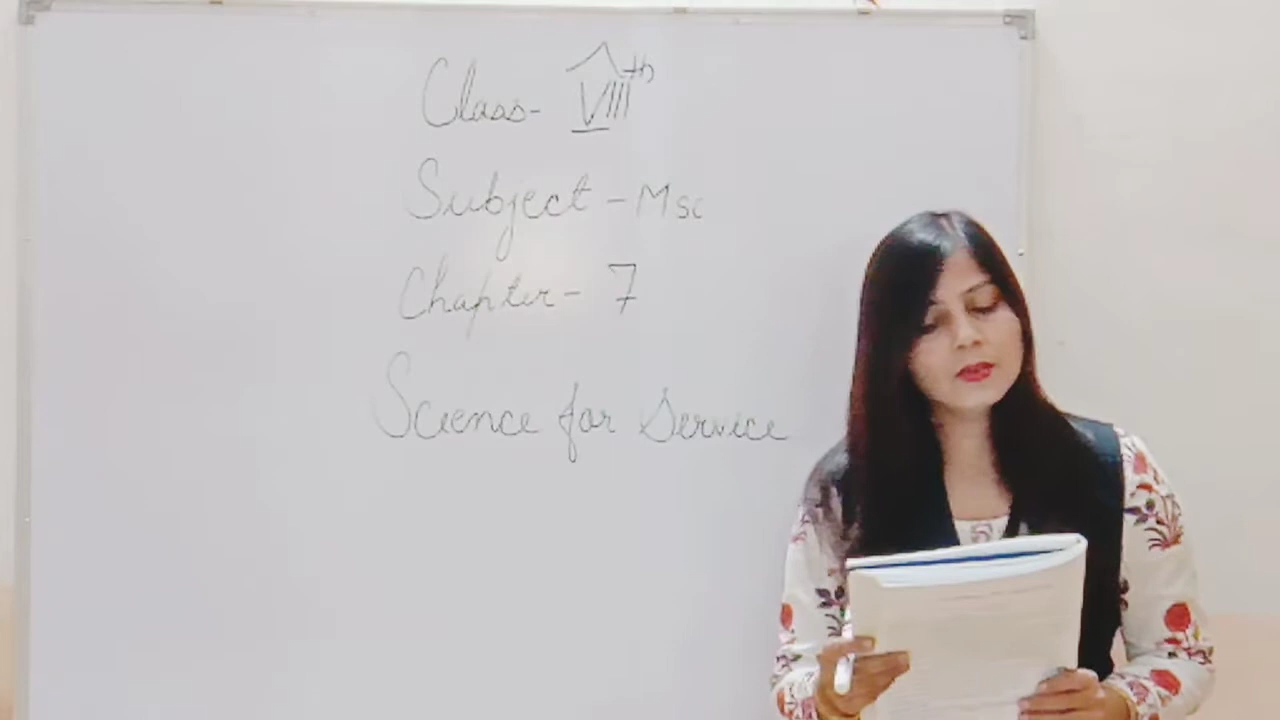 Class- VIIIth
Subject - Msc
Chapter - 7
Science for Service